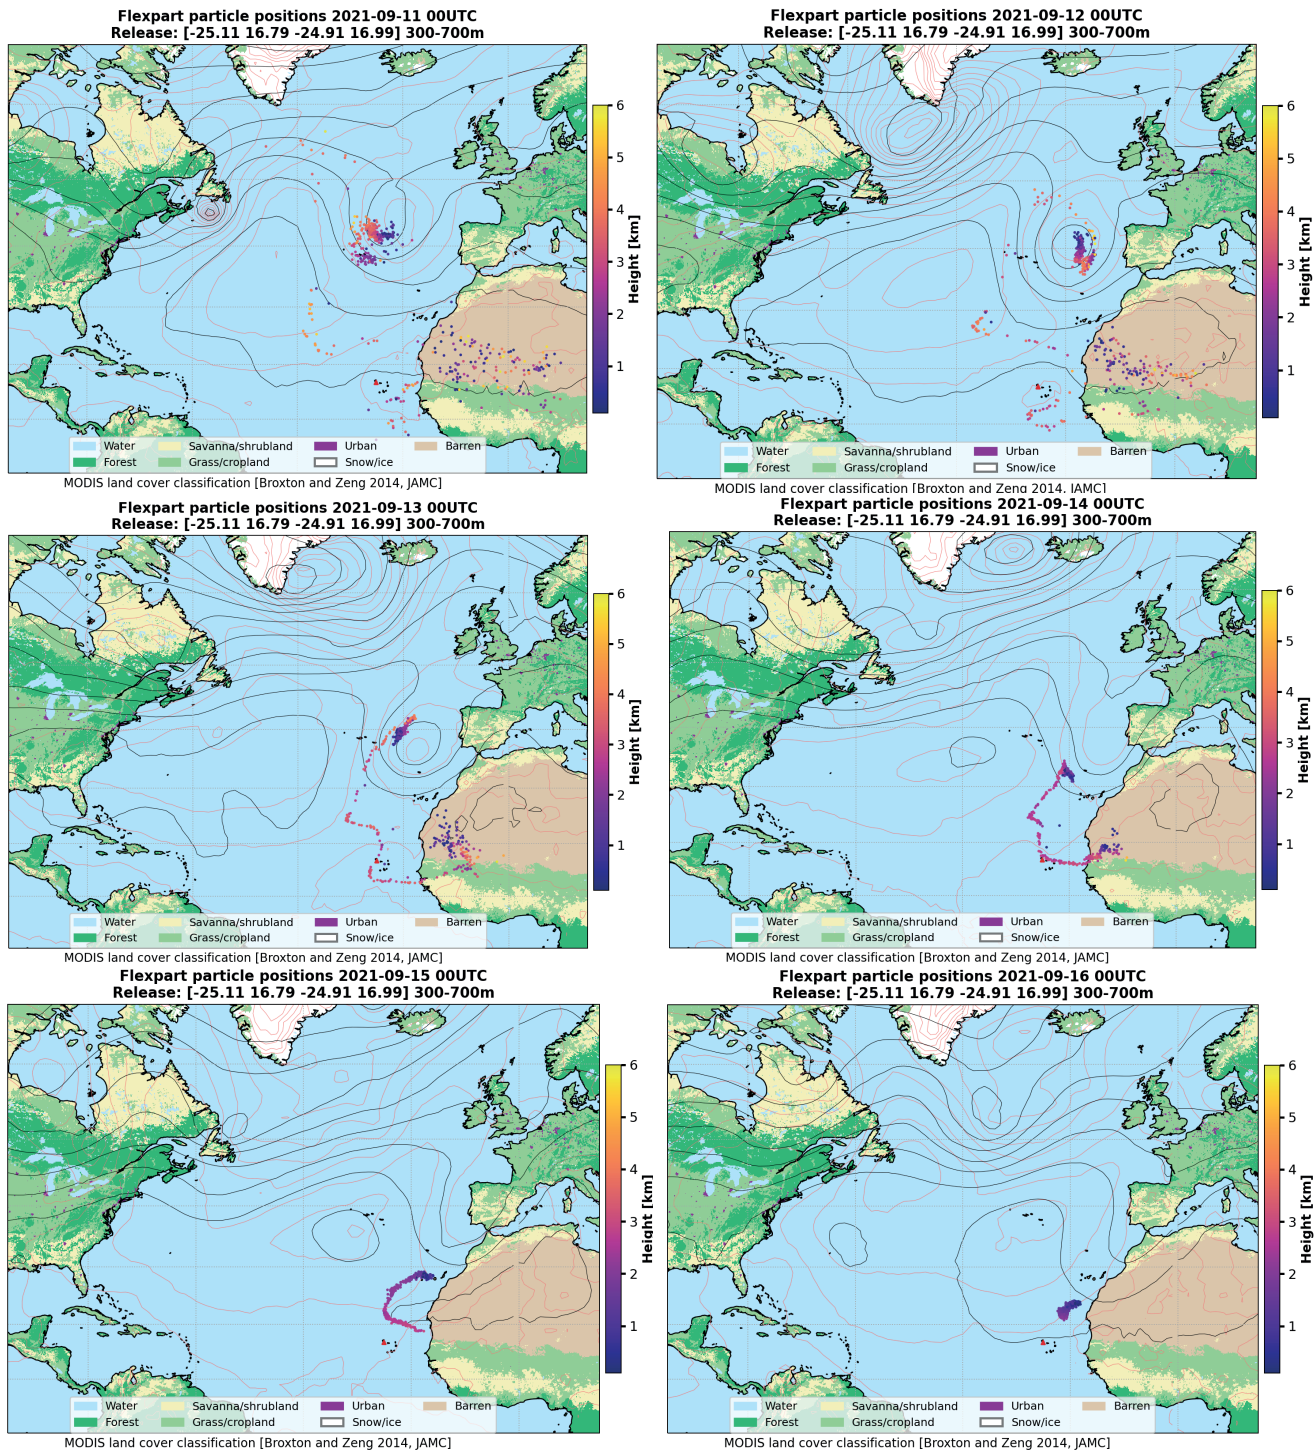 Flexpart particle positions 2021-09-11 00UTC
Release: [-25.11 16.79 -24.91 16.99] 300-700m
6
5
4
3
2
1
Height [km]
Water
Savanna/shrubland
Urban
Barren
Forest
Grass/cropland
Snow/ice
MODIS land cover classification [Broxton and Zeng 2014, JAMC]
Flexpart particle positions 2021-09-12 00UTC
Release: [-25.11 16.79 -24.91 16.99] 300-700m
6
5
4
3
2
1
Height [km]
Water
Savanna/shrubland
Urban
Barren
Forest
Grass/cropland
Snow/ice
MODIS land cover classification [Broxton and Zeng 2014, JAMC]
Flexpart particle positions 2021-09-13 00UTC
Release: [-25.11 16.79 -24.91 16.99] 300-700m
6
5
4
3
2
1
Height [km]
Water
Savanna/shrubland
Urban
Barren
Forest
Grass/cropland
Snow/ice
MODIS land cover classification [Broxton and Zeng 2014, JAMC]
Flexpart particle positions 2021-09-14 00UTC
Release: [-25.11 16.79 -24.91 16.99] 300-700m
6
5
4
3
2
1
Height [km]
Water
Savanna/shrubland
Urban
Barren
Forest
Grass/cropland
Snow/ice
MODIS land cover classification [Broxton and Zeng 2014, JAMC]
Flexpart particle positions 2021-09-15 00UTC
Release: [-25.11 16.79 -24.91 16.99] 300-700m
6
5
4
3
2
1
Height [km]
Water
Savanna/shrubland
Urban
Barren
Forest
Grass/cropland
Snow/ice
MODIS land cover classification [Broxton and Zeng 2014, JAMC]
Flexpart particle positions 2021-09-16 00UTC
Release: [-25.11 16.79 -24.91 16.99] 300-700m
6
5
4
3
2
1
Height [km]
Water
Savanna/shrubland
Urban
Barren
Forest
Grass/cropland
Snow/ice
MODIS land cover classification [Broxton and Zeng 2014, JAMC]